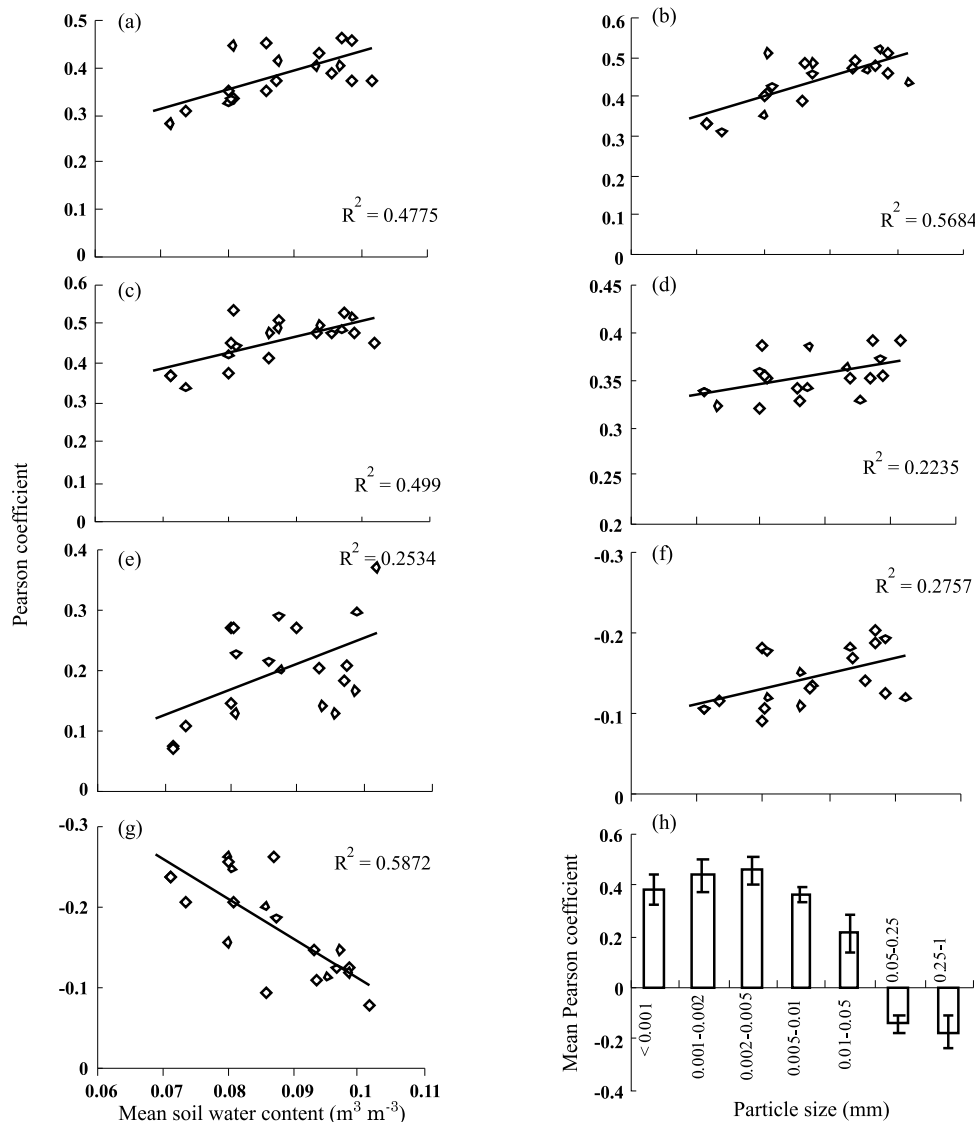 (a)
0.5
0.4
0.3
0.2
0.1
0
R² = 0.4775
(b)
0.6
0.5
0.4
0.3
0.2
0.1
0
R² = 0.5684
(c)
0.6
0.5
0.4
0.3
0.2
0.1
0
R² = 0.499
(d)
0.45
0.4
0.35
0.3
0.25
0.2
R² = 0.2235
Pearson coefficient
(e)
0.4
0.3
0.2
0.1
0
R² = 0.2534
(f)
-0.3
-0.2
-0.1
0
R² = 0.2757
(g)
-0.3
-0.2
-0.1
0
R² = 0.5872
0.06 0.07 0.08 0.09 0.1 0.11
Mean soil water content (m³ m⁻³)
(h)
Mean Pearson coefficient
0.6
0.4
0.2
0
-0.2
-0.4
< 0.001
0.001-0.002
0.002-0.005
0.005-0.01
0.01-0.05
0.05-0.25
0.25-1
Particle size (mm)